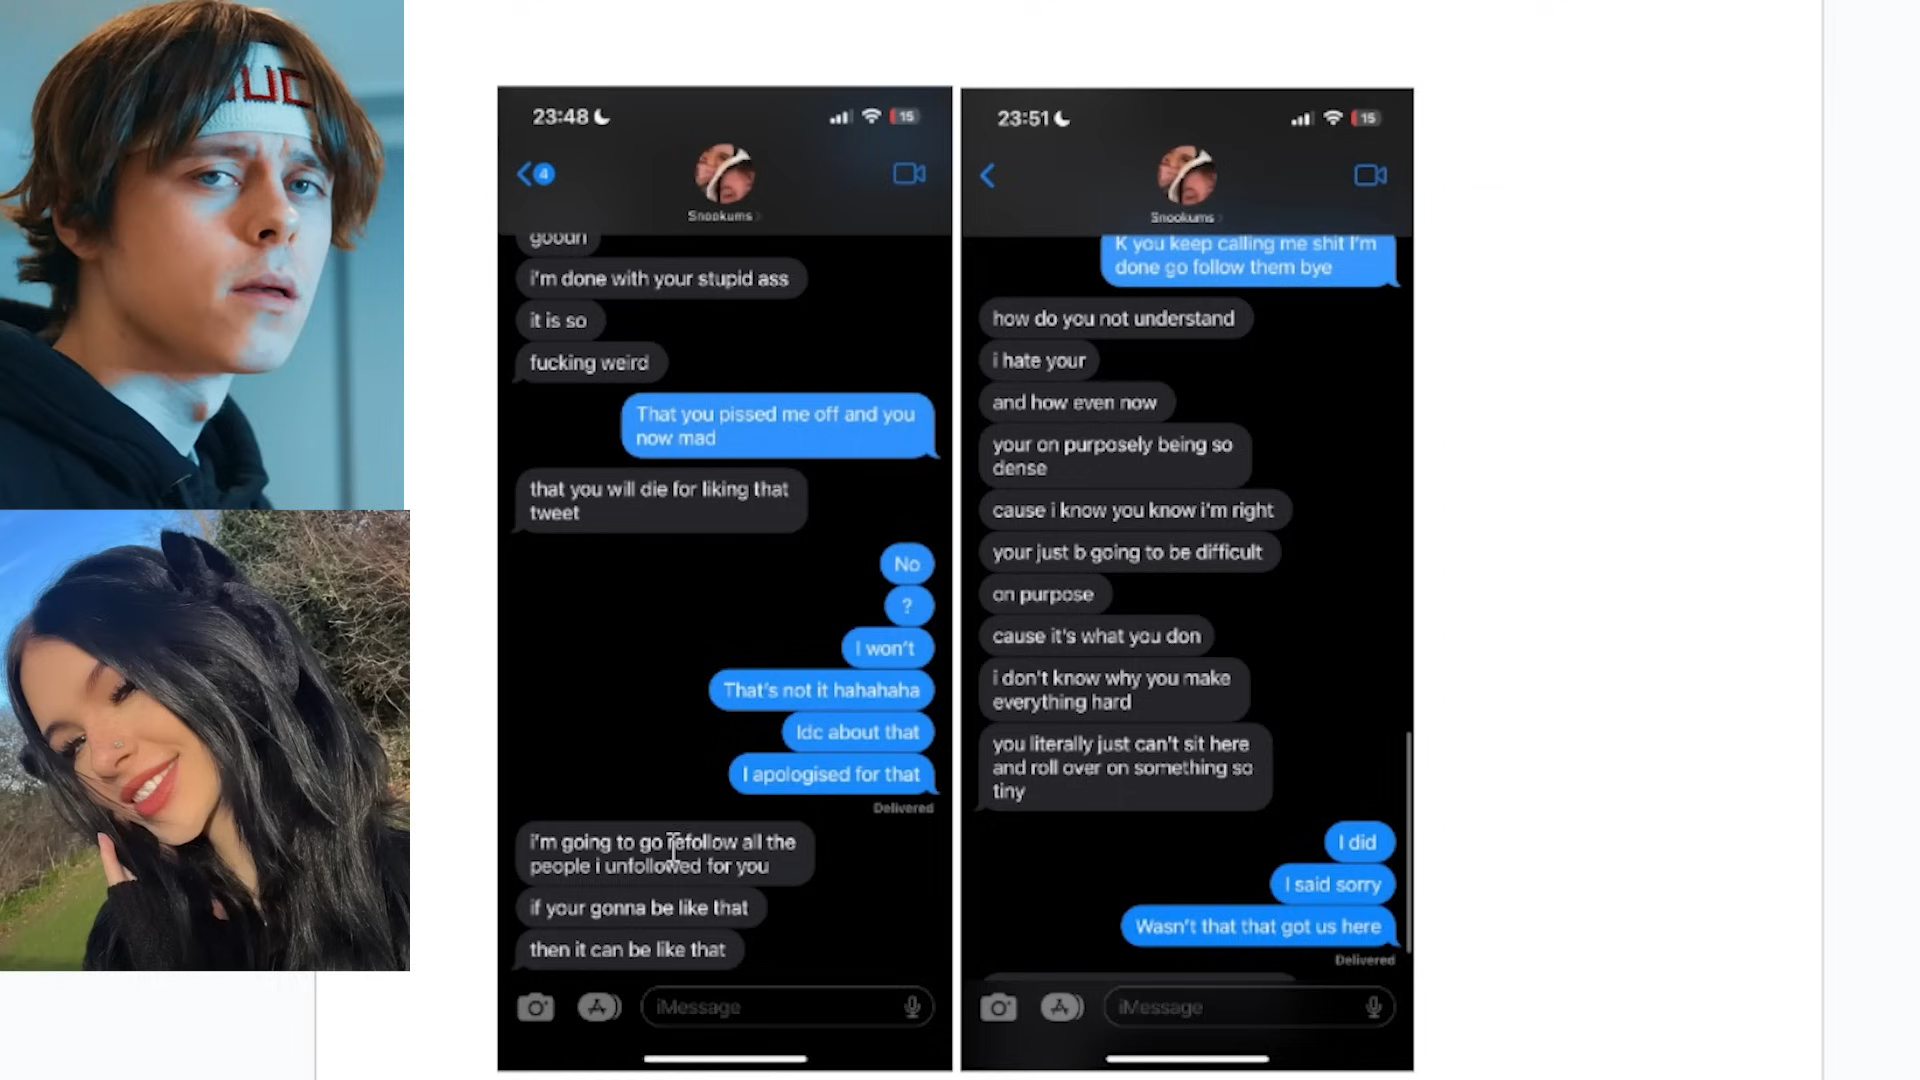 UC
23:48
15
4
Snookums
goodn
i'm done with your stupid ass
it is so
fucking weird
That you pissed me off and you
now mad
that you will die for liking that
tweet
No
?
I won't
That's not it hahahaha
Idc about that
I apologised for that
Delivered
i'm going to go refollow all the
people i unfollowed for you
if your gonna be like that
then it can be like that
iMessage
23:51
15
Snookums
K you keep calling me shit I'm
done go follow them bye
how do you not understand
i hate your
and how even now
your on purposely being so
dense
cause i know you know i'm right
your just b going to be difficult
on purpose
cause it's what you don
i don't know why you make
everything hard
you literally just can't sit here
and roll over on something so
tiny
I did
I said sorry
Wasn't that that got us here
Delivered
iMessage